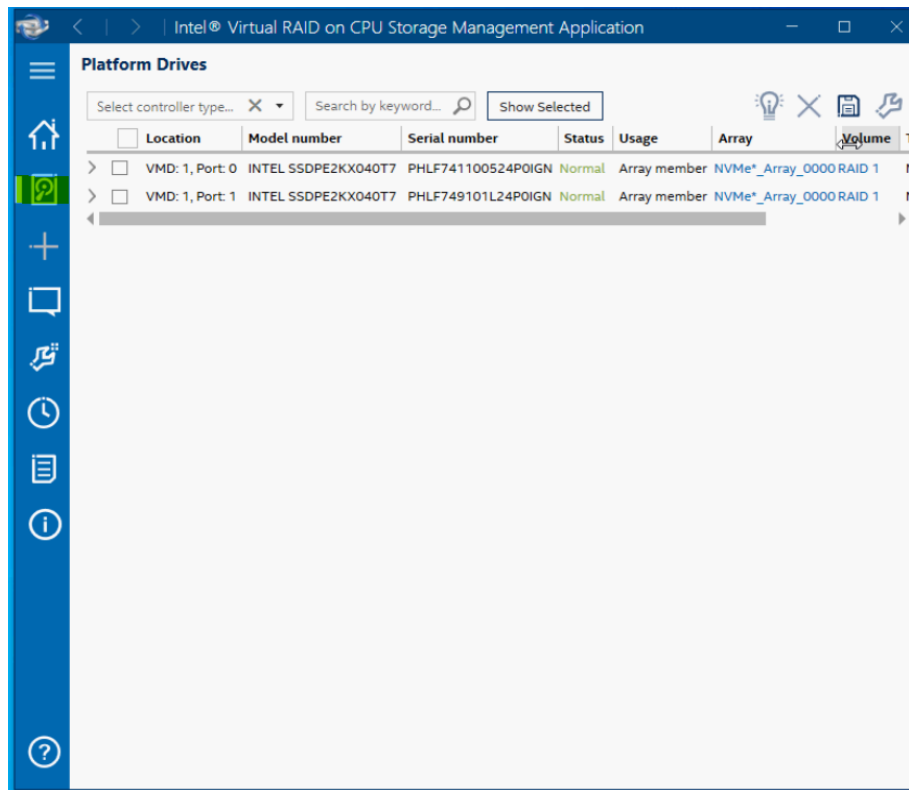 Intel® Virtual RAID on CPU Storage Management Application
Platform Drives
Select controller type... Search by keyword... Show Selected
Location Model number Serial number Status Usage Array Volume
VMD: 1, Port: 0 INTEL SSDPE2KX040T7 PHLF741100524P0IGN Normal Array member NVMe*_Array_0000 RAID 1
VMD: 1, Port: 1 INTEL SSDPE2KX040T7 PHLF749101L24P0IGN Normal Array member NVMe*_Array_0000 RAID 1